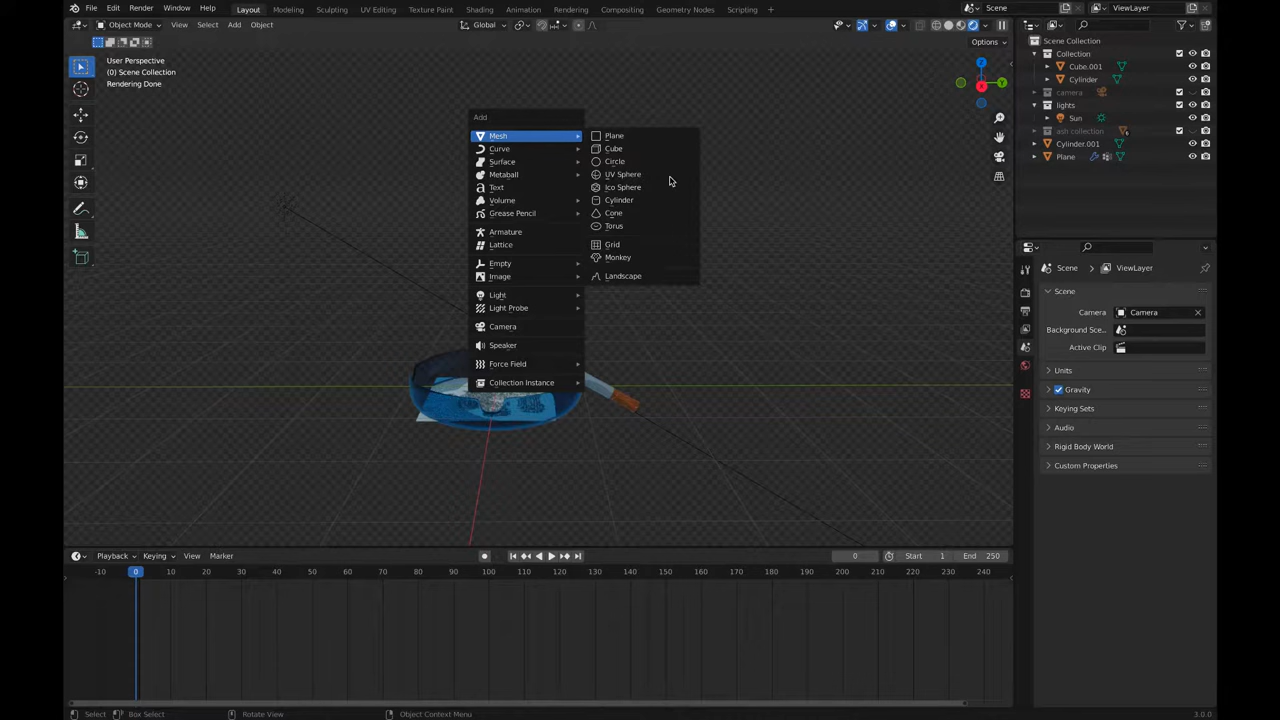 File Edit Render Window Help Layout Modeling Sculpting UV Editing Texture Paint Shading Animation Rendering Compositing Geometry Nodes Scripting + Scene ViewLayer
Object Mode View Select Add Object Global
Options
User Perspective
(0) Scene Collection
Rendering Done
Z
Y
X
Add
Mesh
Curve
Surface
Metaball
Text
Volume
Grease Pencil
Armature
Lattice
Empty
Image
Light
Light Probe
Camera
Speaker
Force Field
Collection Instance
Plane
Cube
Circle
UV Sphere
Ico Sphere
Cylinder
Cone
Torus
Grid
Monkey
Landscape
Scene Collection
Collection
Cube.001
Cylinder
camera
lights
Sun
ash collection 6
Cylinder.001
Plane
Scene ViewLayer
Scene
Camera Camera
Background Sce...
Active Clip
Units
Gravity
Keying Sets
Audio
Rigid Body World
Custom Properties
Playback Keying View Marker 0 Start 1 End 250
-10 0 10 20 30 40 50 60 70 80 90 100 110 120 130 140 150 160 170 180 190 200 210 220 230 240
Select Box Select Rotate View Object Context Menu 3.0.0